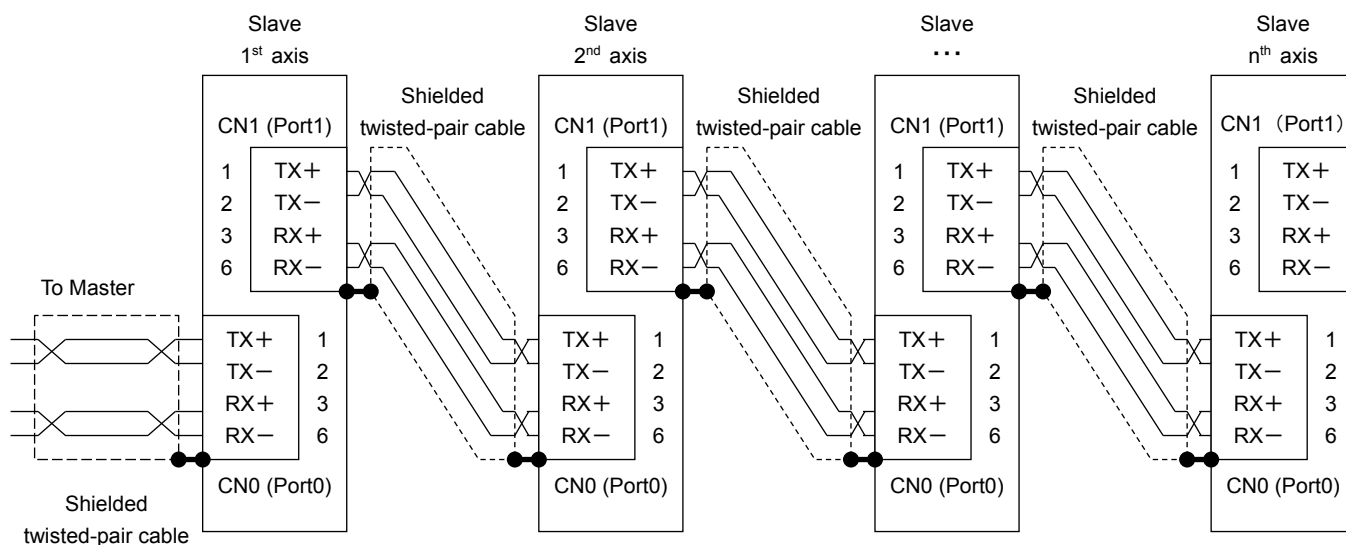 Slave
1st axis
Slave
2nd axis
Slave
･･･
Slave
nth axis
Shielded
twisted-pair cable
Shielded
twisted-pair cable
Shielded
twisted-pair cable
CN1 (Port1)
1 TX+
2 TX−
3 RX+
6 RX−
CN1 (Port1)
1 TX+
2 TX−
3 RX+
6 RX−
CN1 (Port1)
1 TX+
2 TX−
3 RX+
6 RX−
CN1 （Port1）
1 TX+
2 TX−
3 RX+
6 RX−
To Master
TX+ 1
TX− 2
RX+ 3
RX− 6
CN0 (Port0)
TX+ 1
TX− 2
RX+ 3
RX− 6
CN0 (Port0)
TX+ 1
TX− 2
RX+ 3
RX− 6
CN0 (Port0)
TX+ 1
TX− 2
RX+ 3
RX− 6
CN0 (Port0)
Shielded
twisted-pair cable